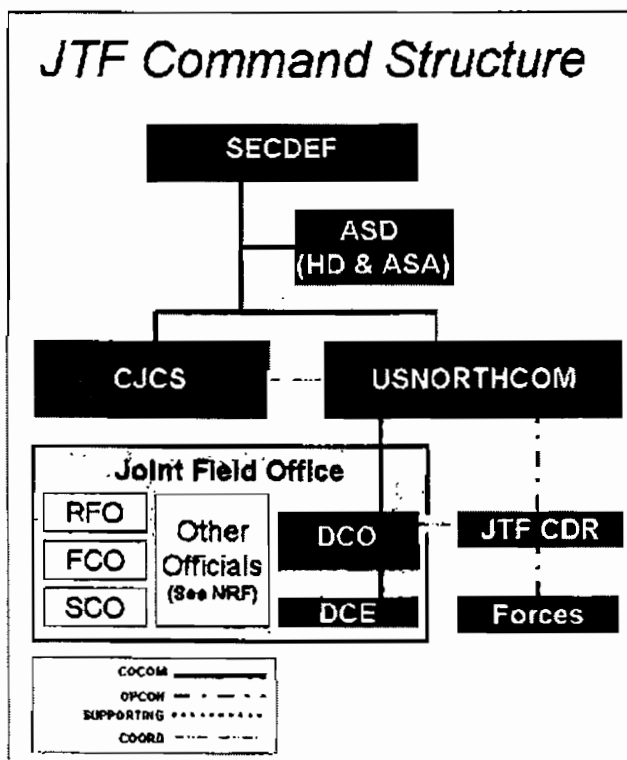 JTF Command Structure
SECDEF
ASD
(HD & ASA)
CJCS
USNORTHCOM
Joint Field Office
RFO
FCO
SCO
Other
Officials
(See NRF)
DCO
DCE
JTF CDR
Forces
COCOM
OPCON
SUPPORTING
COORD